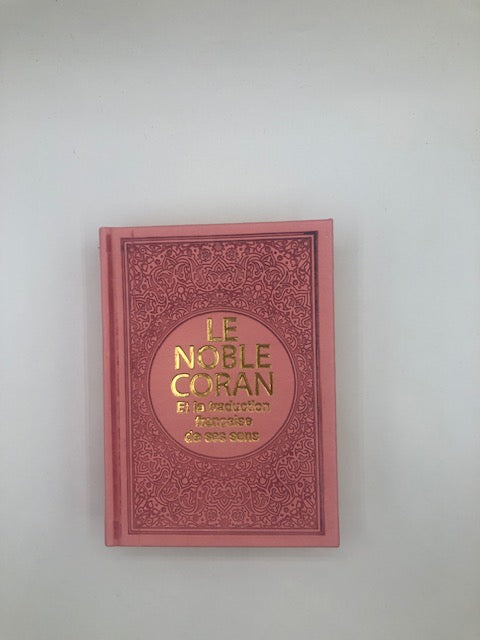 LE
NOBLE
CORAN
Et la traduction
française
de ses sens